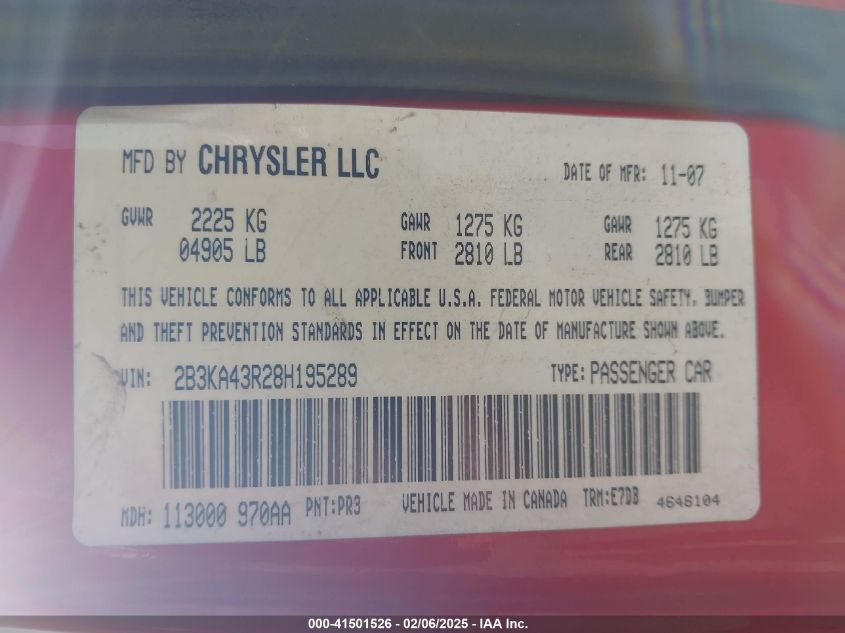 MFD BY CHRYSLER LLC DATE OF MFR: 11-07
GVWR 2225 KG GAWR 1275 KG GAWR 1275 KG
04905 LB FRONT 2810 LB REAR 2810 LB
THIS VEHICLE CONFORMS TO ALL APPLICABLE U.S.A. FEDERAL MOTOR VEHICLE SAFETY, BUMPER
AND THEFT PREVENTION STANDARDS IN EFFECT ON THE DATE OF MANUFACTURE SHOWN ABOVE.
VIN: 2B3KA43R28H195289 TYPE: PASSENGER CAR
MDH: 113000 970AA PNT:PR3 VEHICLE MADE IN CANADA TRM:E7DB 4648104
000-41501526 - 02/06/2025 - IAA Inc.